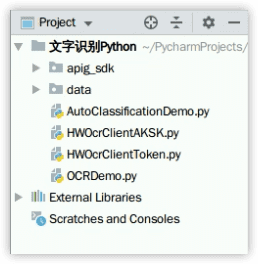 Project
文字识别Python ~/PycharmProjects/
apig_sdk
data
AutoClassificationDemo.py
HWOcrClientAKSK.py
HWOcrClientToken.py
OCRDemo.py
External Libraries
Scratches and Consoles